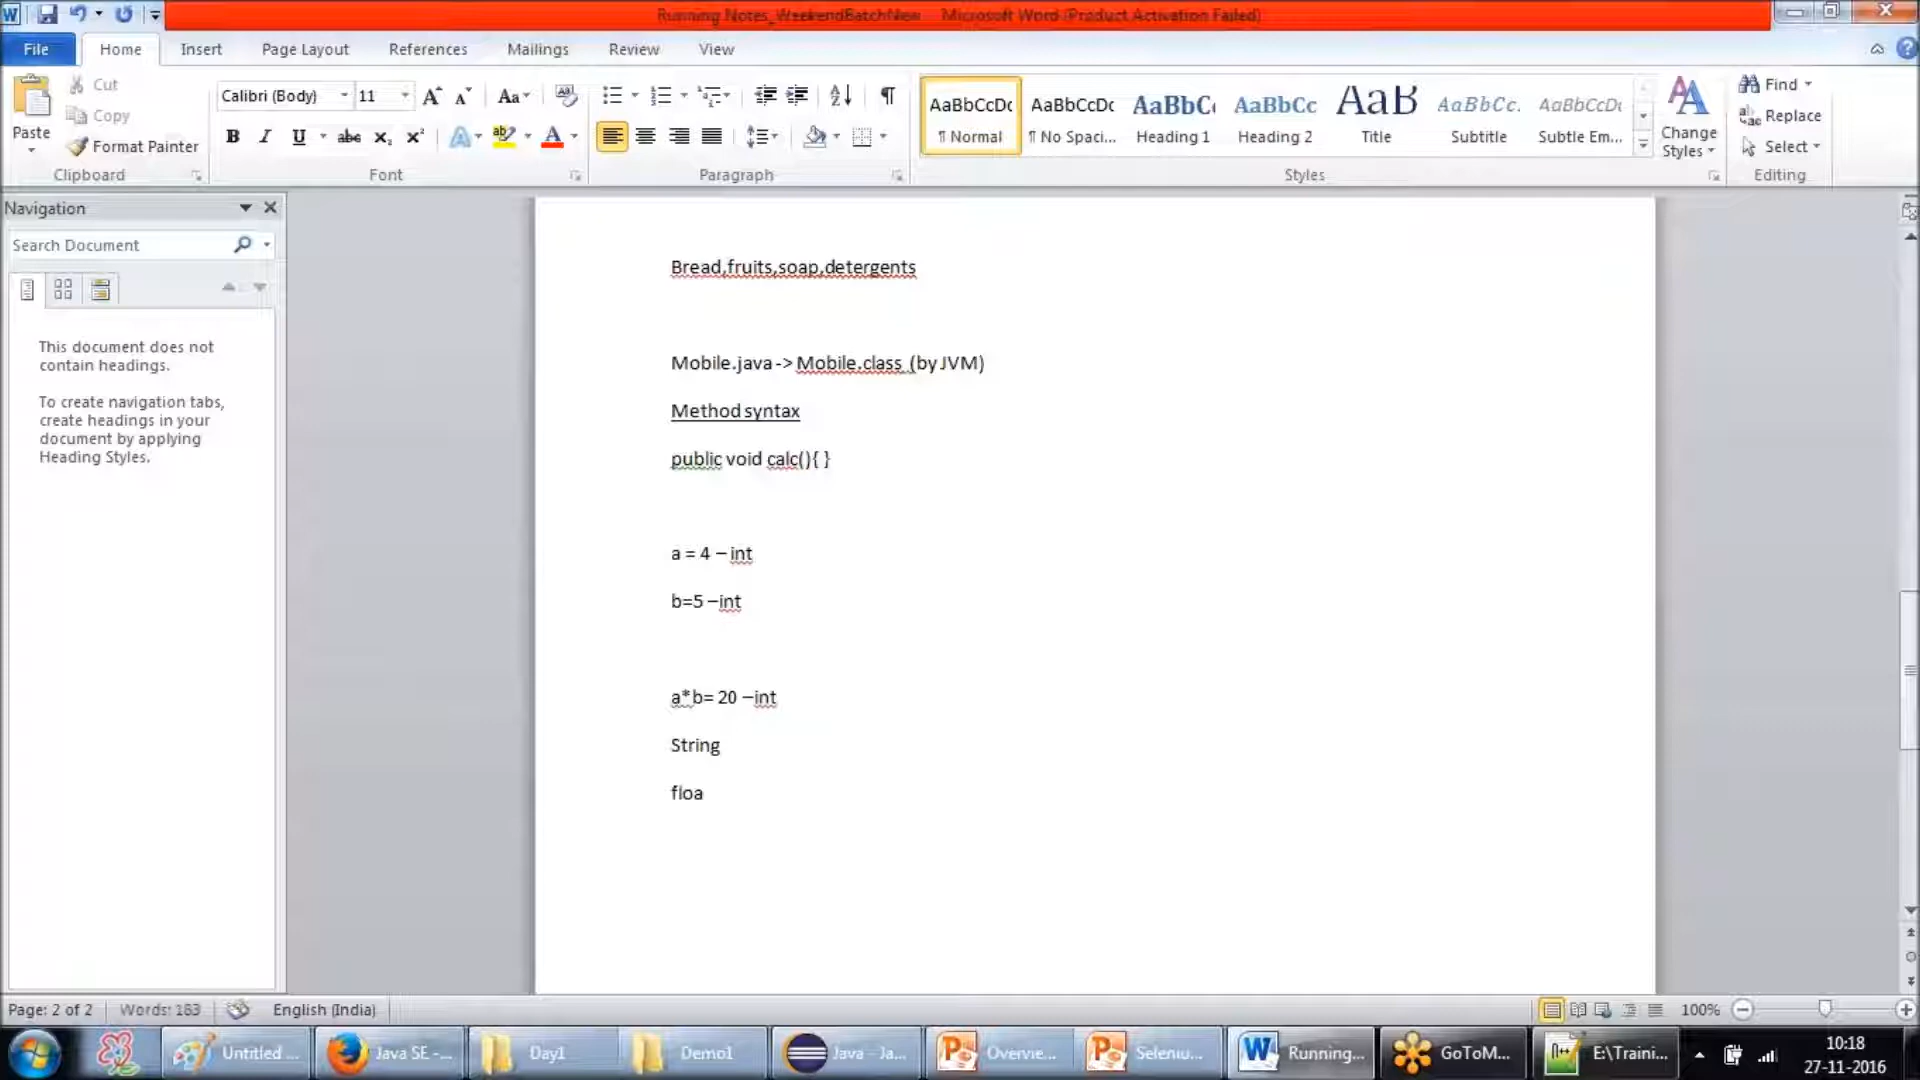 Running Notes_WeekendBatchNew - Microsoft Word (Product Activation Failed)
File Home Insert Page Layout References Mailings Review View
Cut
Copy
Paste
Format Painter
Clipboard
Calibri (Body) 11
Font
Paragraph
AaBbCcDc AaBbCcDc AaBbC AaBbCc AaB AaBbCc. AaBbCcDc
¶ Normal ¶ No Spaci... Heading 1 Heading 2 Title Subtitle Subtle Em...
Styles
Change Styles
Find
Replace
Select
Editing
Navigation
Search Document
This document does not
contain headings.
To create navigation tabs,
create headings in your
document by applying
Heading Styles.
Bread,fruits,soap,detergents
Mobile.java -> Mobile.class (by JVM)
Method syntax
public void calc(){ }
a = 4 – int
b=5 –int
a*b= 20 –int
String
floa
Page: 2 of 2 Words: 163 English (India) 100%
Untitled ... Java SE -... Day1 Demo1 Java - Ja... Overvie... Seleniu... Running... GoToM... E:\Traini...
10:18
27-11-2016